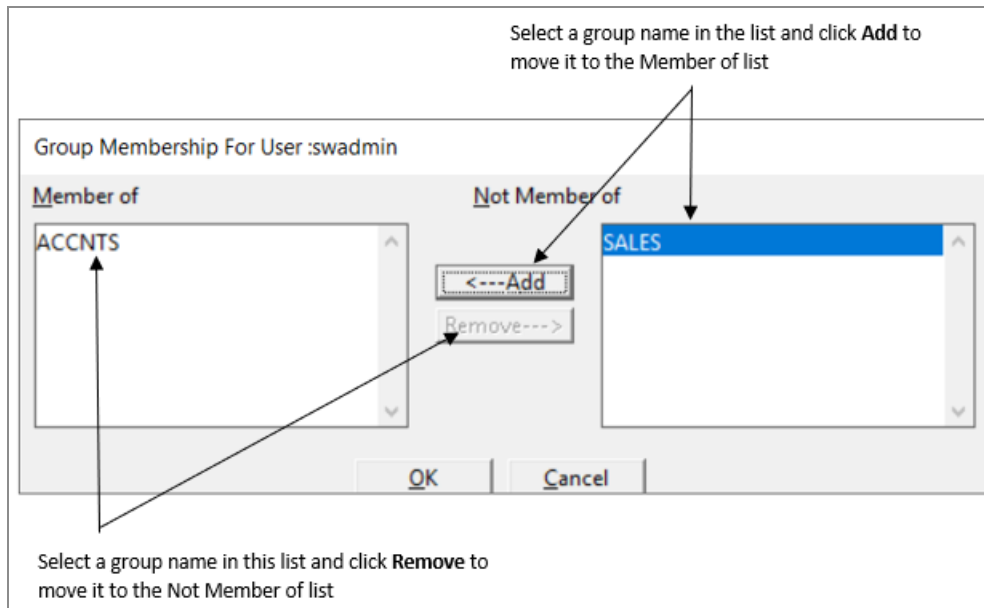 Select a group name in the list and click Add to
move it to the Member of list
Group Membership For User :swadmin
Member of
Not Member of
ACCNTS
SALES
<---Add
Remove--->
OK
Cancel
Select a group name in this list and click Remove to
move it to the Not Member of list